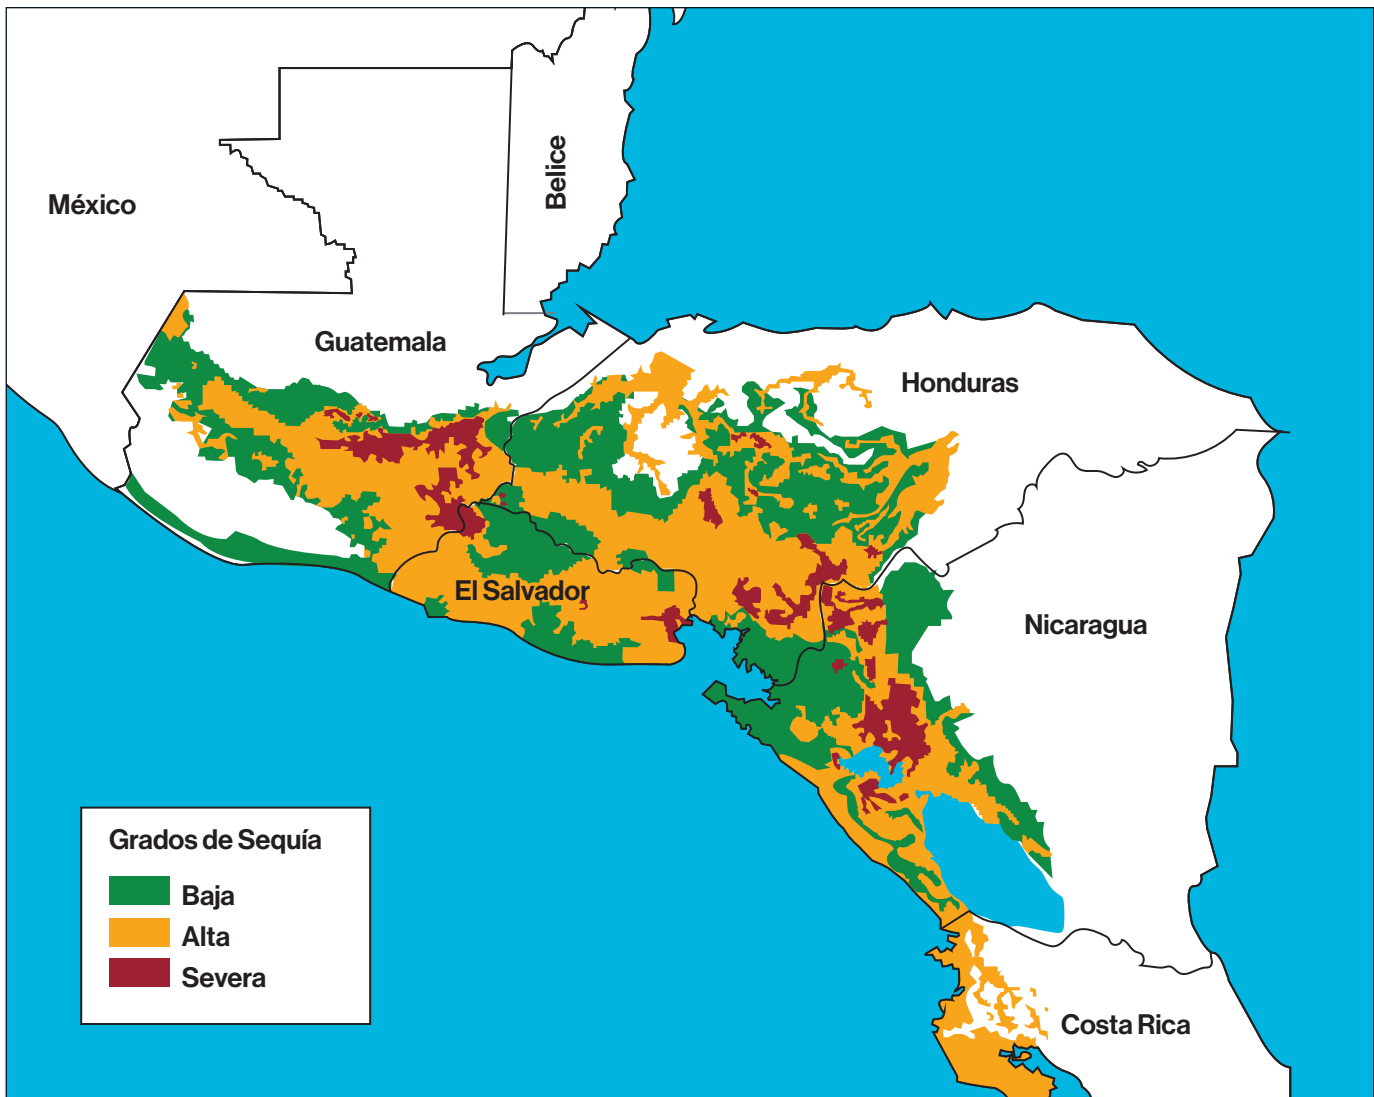 México
Belice
Guatemala
Honduras
El Salvador
Nicaragua
Costa Rica
Grados de Sequía
Baja
Alta
Severa